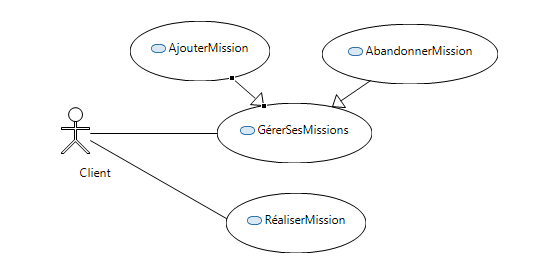 AjouterMission
AbandonnerMission
GérerSesMissions
Client
RéaliserMission